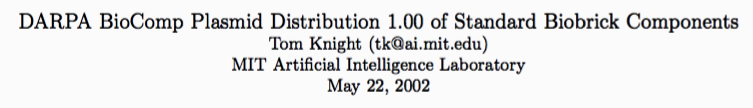 DARPA BioComp Plasmid Distribution 1.00 of Standard Biobrick Components
Tom Knight (tk@ai.mit.edu)
MIT Artificial Intelligence Laboratory
May 22, 2002